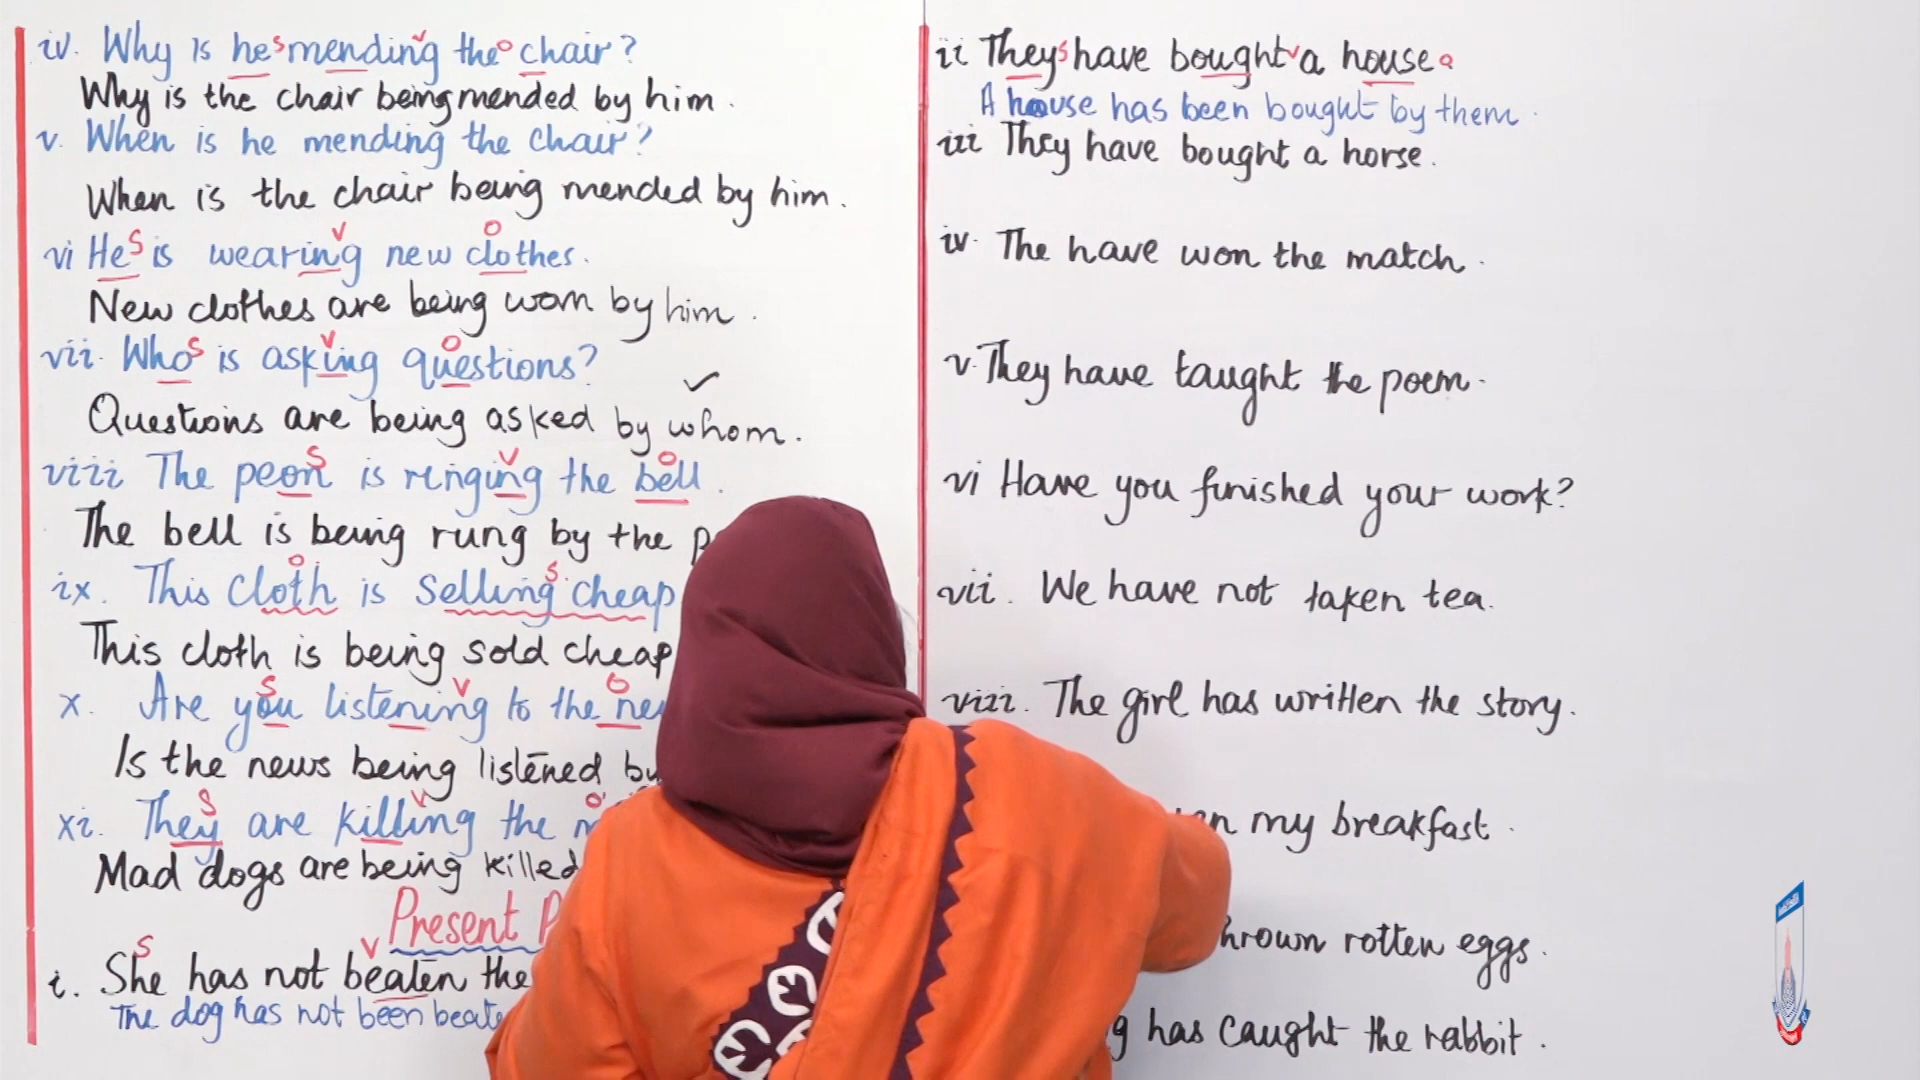 iv. Why is he s mending v the o chair?
Why is the chair being mended by him.
v. When is he mending the chair?
When is the chair being mended by him.
vi He s is wearing v new clothes o.
New clothes are being worn by him.
vii. Who s is asking v questions o?
Questions are being asked by whom. ✓
viii The peon s is ringing v the bell o.
The bell is being rung by the
ix. This Cloth o is Selling s. cheap
This cloth is being sold cheap
x. Are you s listening v to the o
Is the news being listened by
xi. They s are killing v the o
Mad dogs are being killed
Present
i. She s has not beaten v the
The dog has not been
ii They s have bought v a house o
A house has been bought by them.
iii They have bought a horse.
iv. The have won the match.
v. They have taught the poem.
vi Have you finished your work?
vii. We have not taken tea.
viii. The girl has written the story.
my breakfast.
rotten eggs.
has caught the rabbit.